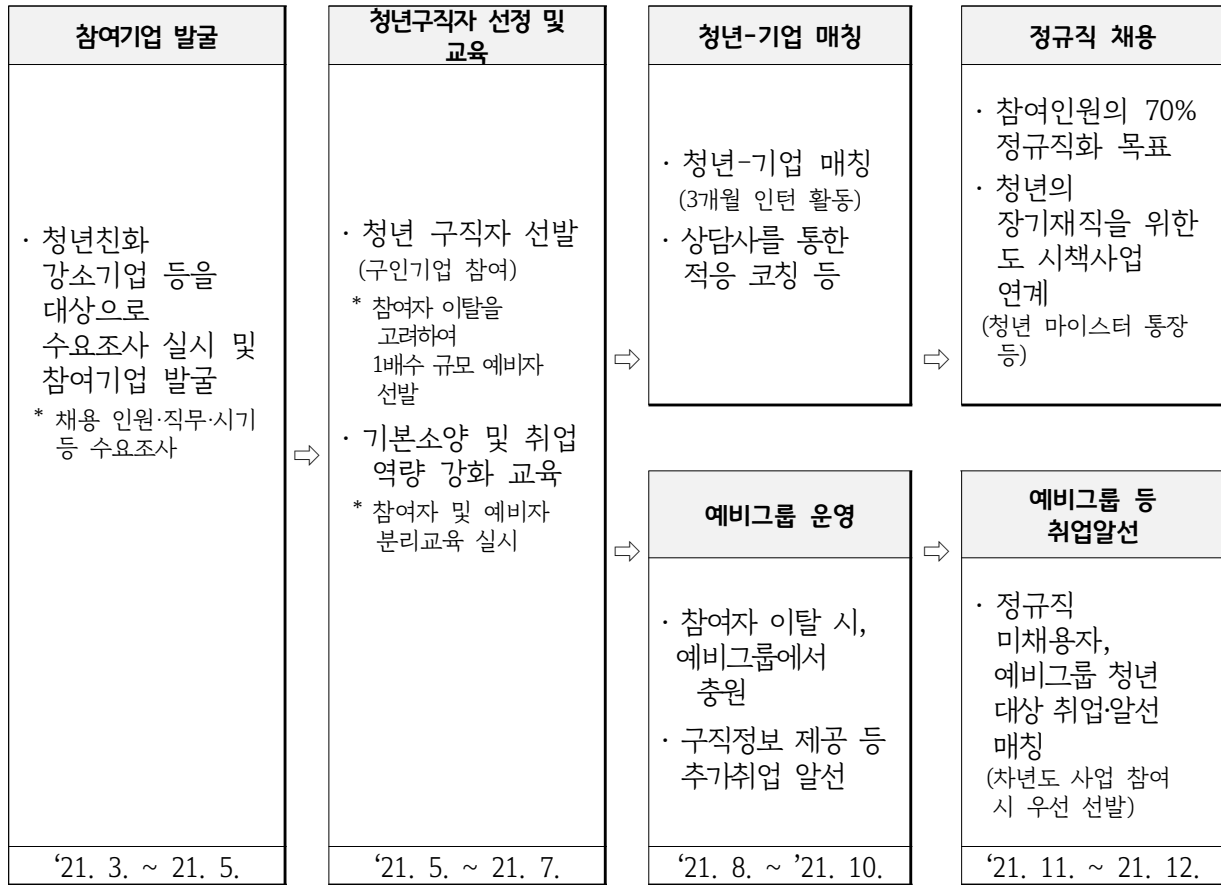 참여기업 발굴
· 청년친화
강소기업 등을
대상으로
수요조사 실시 및
참여기업 발굴
* 채용 인원·직무·시기
등 수요조사
‘21. 3. ~ 21. 5.
⇨
청년구직자 선정 및
교육
· 청년 구직자 선발
(구인기업 참여)
* 참여자 이탈을
고려하여
1배수 규모 예비자
선발
· 기본소양 및 취업
역량 강화 교육
* 참여자 및 예비자
분리교육 실시
‘21. 5. ~ 21. 7.
⇨
청년-기업 매칭
· 청년-기업 매칭
(3개월 인턴 활동)
· 상담사를 통한
적응 코칭 등
⇨
정규직 채용
· 참여인원의 70%
정규직화 목표
· 청년의
장기재직을 위한
도 시책사업
연계
(청년 마이스터 통장
등)
⇨
예비그룹 운영
· 참여자 이탈 시,
예비그룹에서
충원
· 구직정보 제공 등
추가취업 알선
‘21. 8. ~ ’21. 10.
⇨
예비그룹 등
취업알선
· 정규직
미채용자,
예비그룹 청년
대상 취업·알선
매칭
(차년도 사업 참여
시 우선 선발)
‘21. 11. ~ 21. 12.